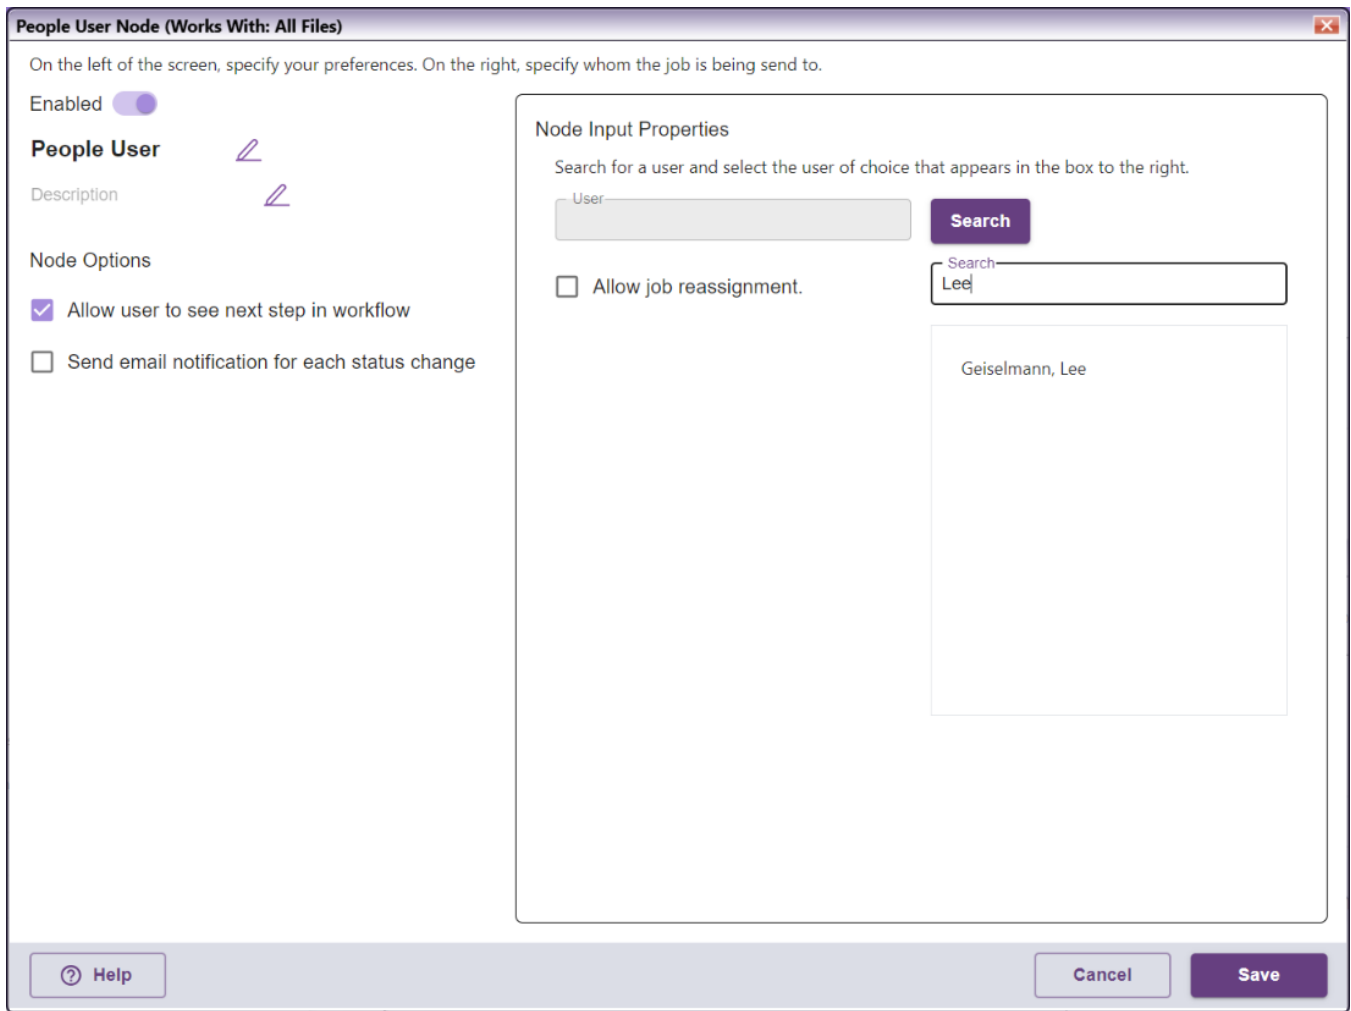 People User Node (Works With: All Files)
On the left of the screen, specify your preferences. On the right, specify whom the job is being send to.
Enabled
People User
Description
Node Options
Allow user to see next step in workflow
Send email notification for each status change
Node Input Properties
Search for a user and select the user of choice that appears in the box to the right.
User
Search
Allow job reassignment.
Search
Lee
Geiselmann, Lee
Help
Cancel
Save